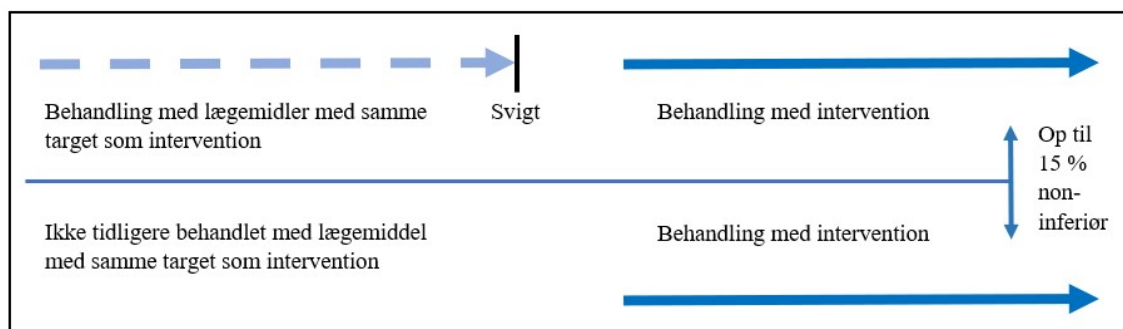 Behandling med lægemidler med samme
target som intervention
Svigt
Behandling med intervention
Op til
15 %
non-
inferiør
Ikke tidligere behandlet med lægemiddel
med samme target som intervention
Behandling med intervention